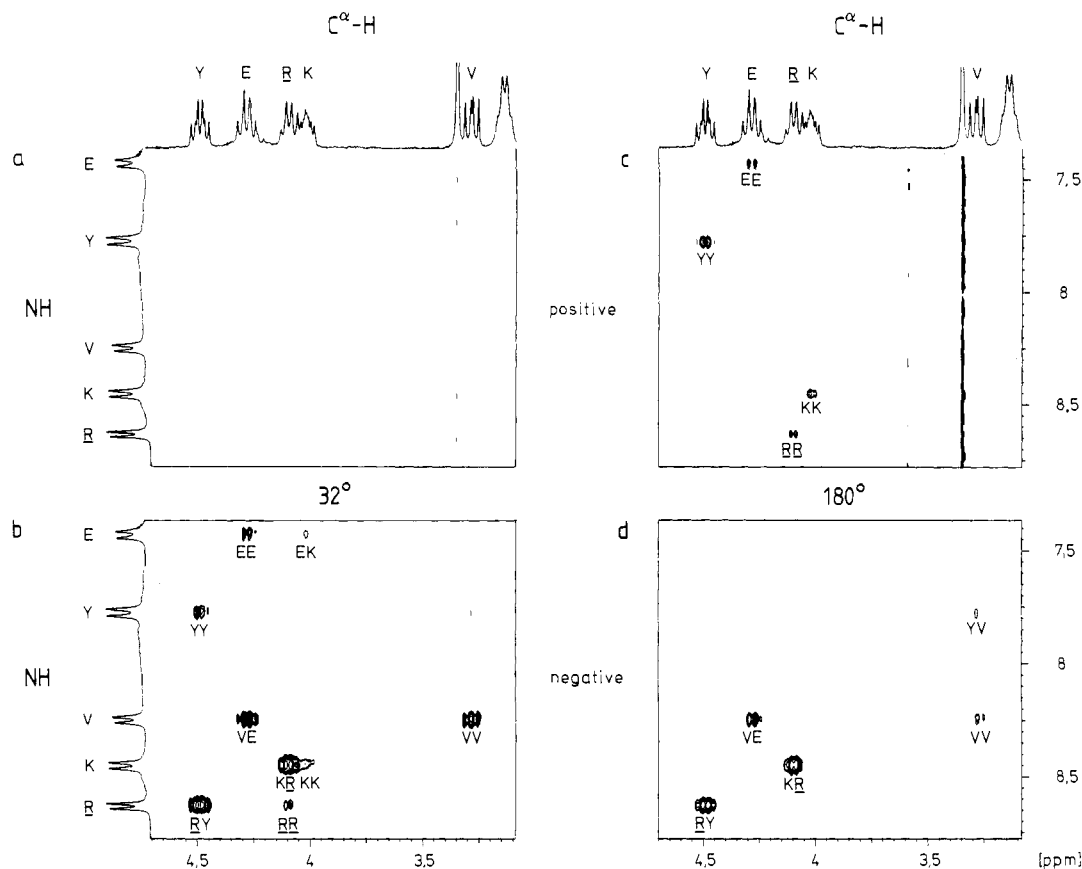 Cα-H
Cα-H
Y E R K V
Y E R K V
a
E
Y
NH
V
K
R
32°
c
positive
EE
YY
KK
RR
7,5
8
8,5
180°
b
E
Y
NH
V
K
R
EE EK
YY
VE VV
KR KK
RY RR
4,5 4 3,5
d
negative
YV
VE VV
KR
RY
7,5
8
8,5
4,5 4 3,5 [ppm]